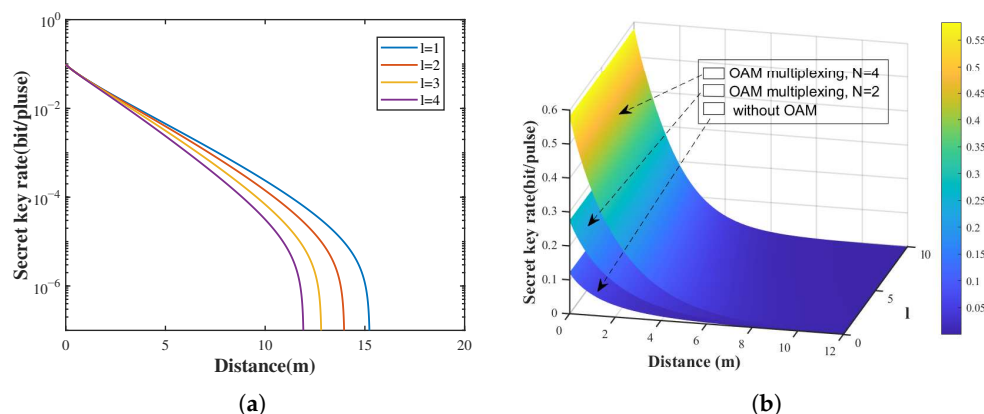 10^0
10^-2
10^-4
10^-6
Secret key rate(bit/pluse)
l=1
l=2
l=3
l=4
0
5
10
15
20
Distance(m)
(a)
OAM multiplexing, N=4
OAM multiplexing, N=2
without OAM
0.6
0.5
0.4
0.3
0.2
0.1
0
Secret key rate(bit/pulse)
0
2
4
6
8
10
12
Distance (m)
0
5
10
l
0.55
0.5
0.45
0.4
0.35
0.3
0.25
0.2
0.15
0.1
0.05
(b)